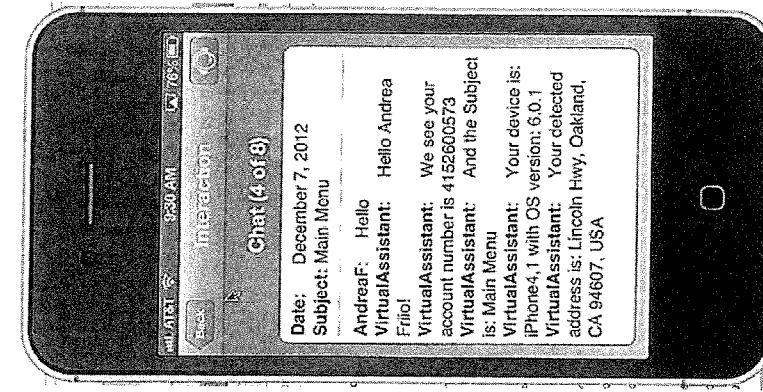 AT&T 9:30 AM 76%
Back Interaction
Chat (4 of 8)
Date: December 7, 2012
Subject: Main Menu
AndreaF: Hello
VirtualAssistant: Hello Andrea
Friio!
VirtualAssistant: We see your
account number is 4152600573
VirtualAssistant: And the Subject
is: Main Menu
VirtualAssistant: Your device is:
iPhone4,1 with OS version: 6.0.1
VirtualAssistant: Your detected
address is: Lincoln Hwy, Oakland,
CA 94607, USA